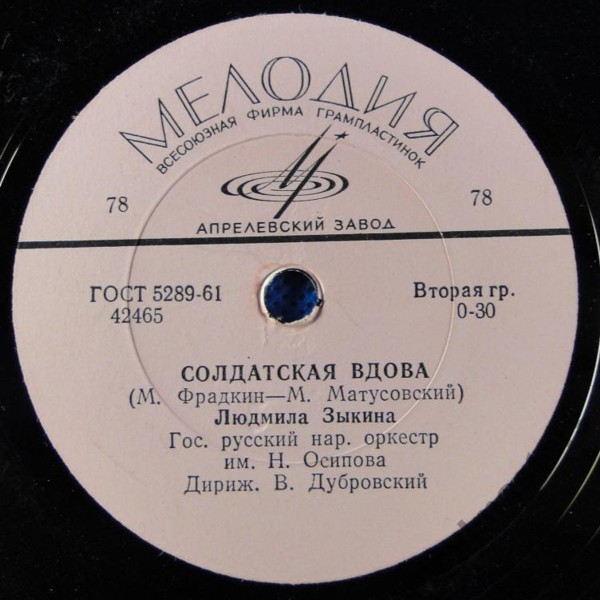 МЕЛОДИЯ
ВСЕСОЮЗНАЯ ФИРМА ГРАМПЛАСТИНОК
78 78
АПРЕЛЕВСКИЙ ЗАВОД
ГОСТ 5289-61 Вторая гр.
42465 0-30
СОЛДАТСКАЯ ВДОВА
(М. Фрадкин—М. Матусовский)
Людмила Зыкина
Гос. русский нар. оркестр
им. Н. Осипова
Дириж. В. Дубровский